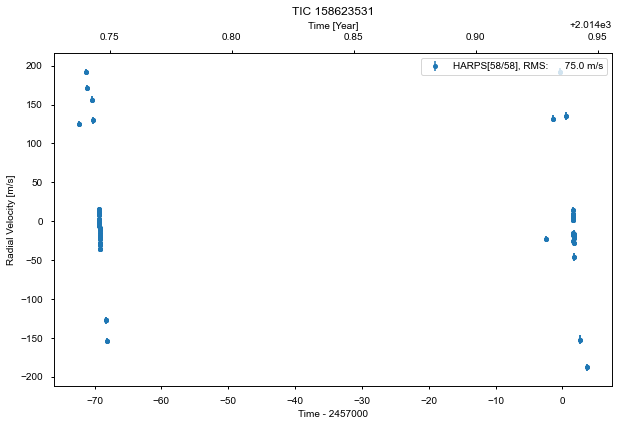 TIC 158623531
Time [Year]
+2.014e3
0.75 0.80 0.85 0.90 0.95
HARPS[58/58], RMS: 75.0 m/s
200
150
100
50
0
−50
−100
−150
−200
Radial Velocity [m/s]
−70 −60 −50 −40 −30 −20 −10 0
Time - 2457000